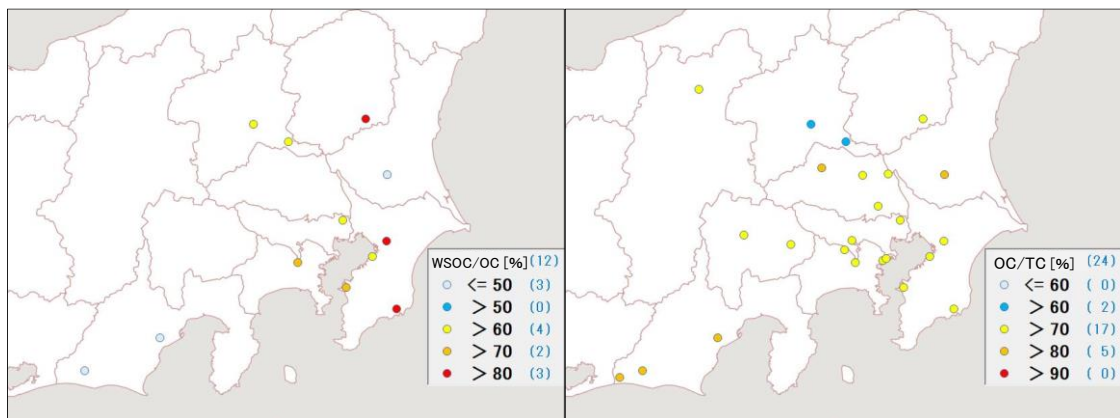 WSOC/OC [%] (12)
<= 50 (3)
> 50 (0)
> 60 (4)
> 70 (2)
> 80 (3)
OC/TC [%] (24)
<= 60 ( 0)
> 60 ( 2)
> 70 (17)
> 80 ( 5)
> 90 ( 0)